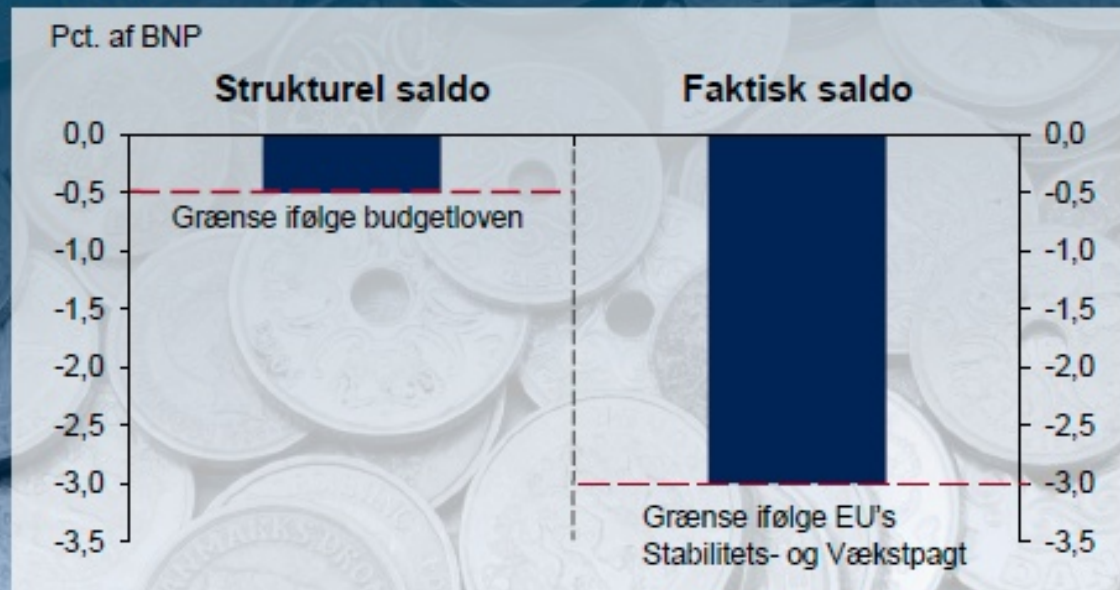 Pct. af BNP
Strukturel saldo
Faktisk saldo
0,0
-0,5
-1,0
-1,5
-2,0
-2,5
-3,0
-3,5
Grænse ifølge budgetloven
Grænse ifølge EU's
Stabilitets- og Vækstpagt
0,0
-0,5
-1,0
-1,5
-2,0
-2,5
-3,0
-3,5